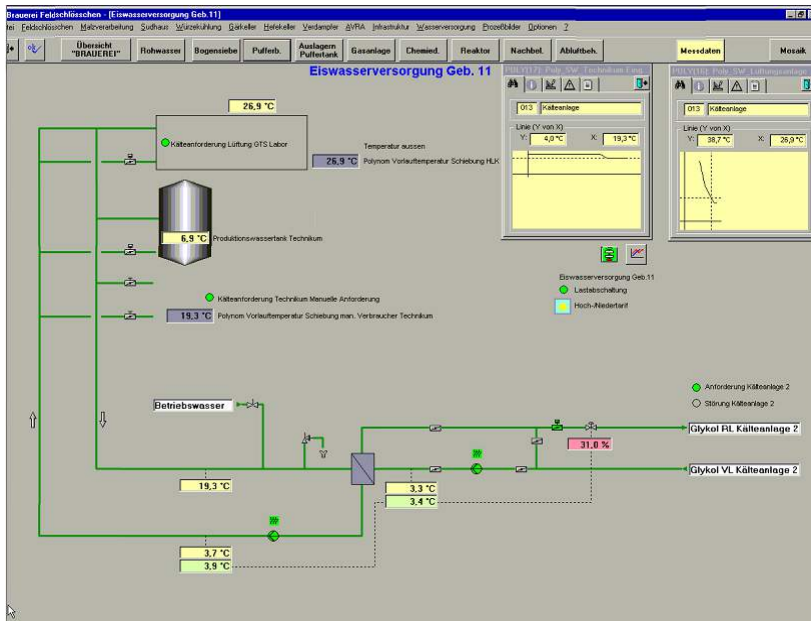 Brauerei Feldschlösschen - [Eiswasserversorgung Geb.11]
Feldschlösschen Malzverarbeitung Sudhaus Würzekühlung Gärkeller Hefekeller Verdampfer AVRA Infrastruktur Wasserversorgung Prozeßbilder Optionen ?
Übersicht "BRAUEREI"
Rohwasser
Bogensiebe
Pufferb.
Auslagern Puffertank
Gasanlage
Chemied.
Reaktor
Nachbel.
Abluftbeh.
Messdaten
Mosaik
Eiswasserversorgung Geb. 11
26,9 °C
Kälteanforderung Lüftung GTS Labor
Temperatur aussen
26,9 °C Polynom Vorlauftemperatur Schiebung HLK
6,9 °C Produktionswassertank Technikum
Kälteanforderung Technikum Manuelle Anforderung
19,3 °C Polynom Vorlauftemperatur Schiebung man. Verbraucher Technikum
013 Kälteanlage
Linie (Y von X)
Y: 4,0 °C X: 19,3 °C
013 Kälteanlage
Linie (Y von X)
Y: 38,7 °C X: 26,9 °C
Eiswasserversorgung Geb.11
Lastabschaltung
Hoch-/Niedertarif
Anforderung Kälteanlage 2
Störung Kälteanlage 2
Betriebswasser
Glykol RL Kälteanlage 2
31,0 %
Glykol VL Kälteanlage 2
19,3 °C
3,3 °C
3,4 °C
3,7 °C
3,9 °C